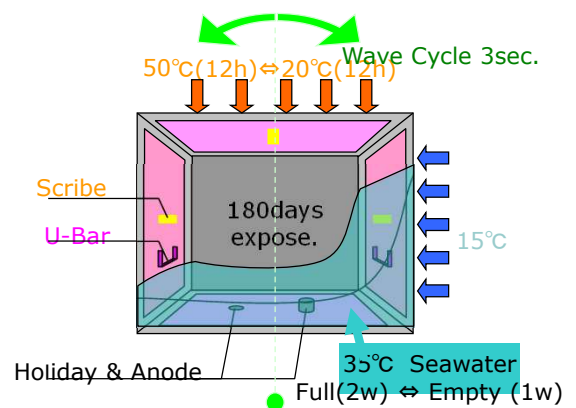 Wave Cycle 3sec.
50℃(12h)⇔20℃(12h)
Scribe
180days
expose.
U-Bar
15℃
35℃ Seawater
Holiday & Anode
Full(2w) ⇔ Empty (1w)